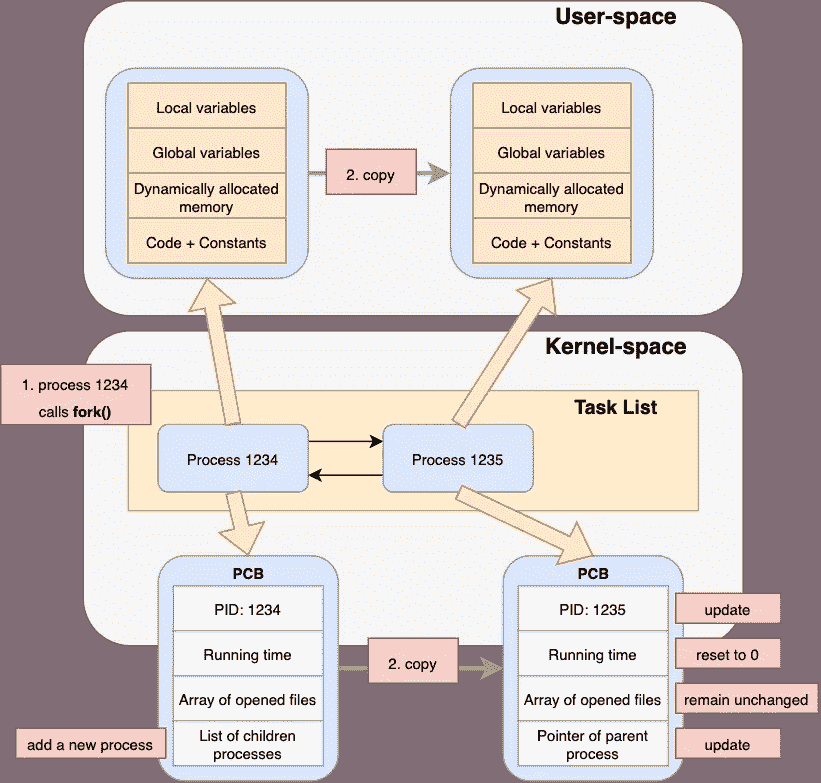 User-space
Local variables
Global variables
Dynamically allocated
memory
Code + Constants
2. copy
Local variables
Global variables
Dynamically allocated
memory
Code + Constants
Kernel-space
1. process 1234
calls fork()
Task List
Process 1234
Process 1235
PCB
PID: 1234
Running time
Array of opened files
List of children
processes
add a new process
2. copy
PCB
PID: 1235
Running time
Array of opened files
Pointer of parent
process
update
reset to 0
remain unchanged
update